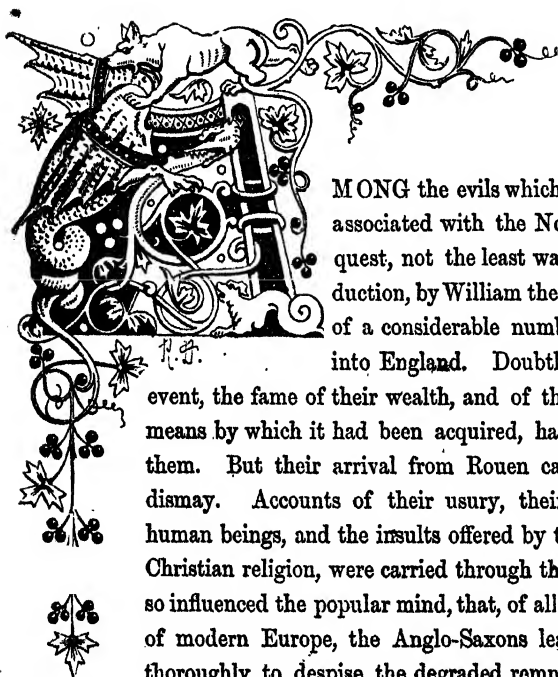 AMONG the evils which
associated with the No
quest, not the least wa
duction, by William the
of a considerable numb
into England. Doubtl
event, the fame of their wealth, and of th
means by which it had been acquired, ha
them. But their arrival from Rouen ca
dismay. Accounts of their usury, thei
human beings, and the insults offered by t
Christian religion, were carried through th
so influenced the popular mind, that, of all
of modern Europe, the Anglo-Saxons lea
thoroughly to despise the degraded remn